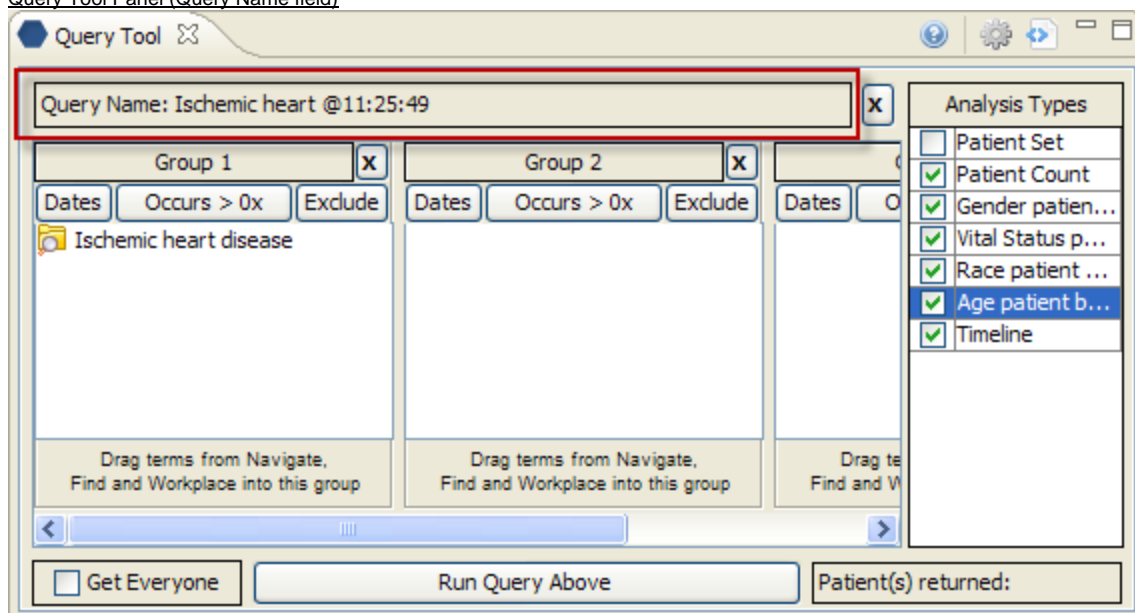 Query Tool Panel (Query Name field)
Query Tool
Query Name: Ischemic heart @11:25:49
x
Analysis Types
Group 1
x
Group 2
x
Dates
Occurs > 0x
Exclude
Dates
Occurs > 0x
Exclude
Dates
O
Ischemic heart disease
Patient Set
Patient Count
Gender patien...
Vital Status p...
Race patient ...
Age patient b...
Timeline
Drag terms from Navigate,
Find and Workplace into this group
Drag terms from Navigate,
Find and Workplace into this group
Drag te
Find and W
Get Everyone
Run Query Above
Patient(s) returned: